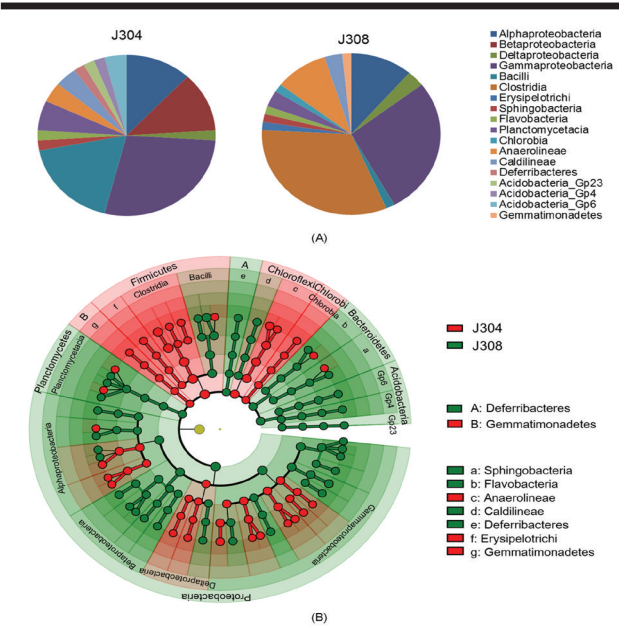 J304
J308
Alphaproteobacteria
Betaproteobacteria
Deltaproteobacteria
Gammaproteobacteria
Bacilli
Clostridia
Erysipelotrichi
Sphingobacteria
Flavobacteria
Planctomycetacia
Chlorobia
Anaerolineae
Caldilineae
Deferribacteres
Acidobacteria_Gp23
Acidobacteria_Gp4
Acidobacteria_Gp6
Gemmatimonadetes
(A)
Firmicutes
A
Chloroflexi
Chlorobi
Bacteroidetes
Acidobacteria
B
Planctomycetes
Proteobacteria
g
f
Clostridia
Bacilli
e
d
c
Chlorobia
b
a
Gp6
Gp4
Gp23
Planctomycetacia
Alphaproteobacteria
Betaproteobacteria
Deltaproteobacteria
Gammaproteobacteria
J304
J308
A: Deferribacteres
B: Gemmatimonadetes
a: Sphingobacteria
b: Flavobacteria
c: Anaerolineae
d: Caldilineae
e: Deferribacteres
f: Erysipelotrichi
g: Gemmatimonadetes
(B)